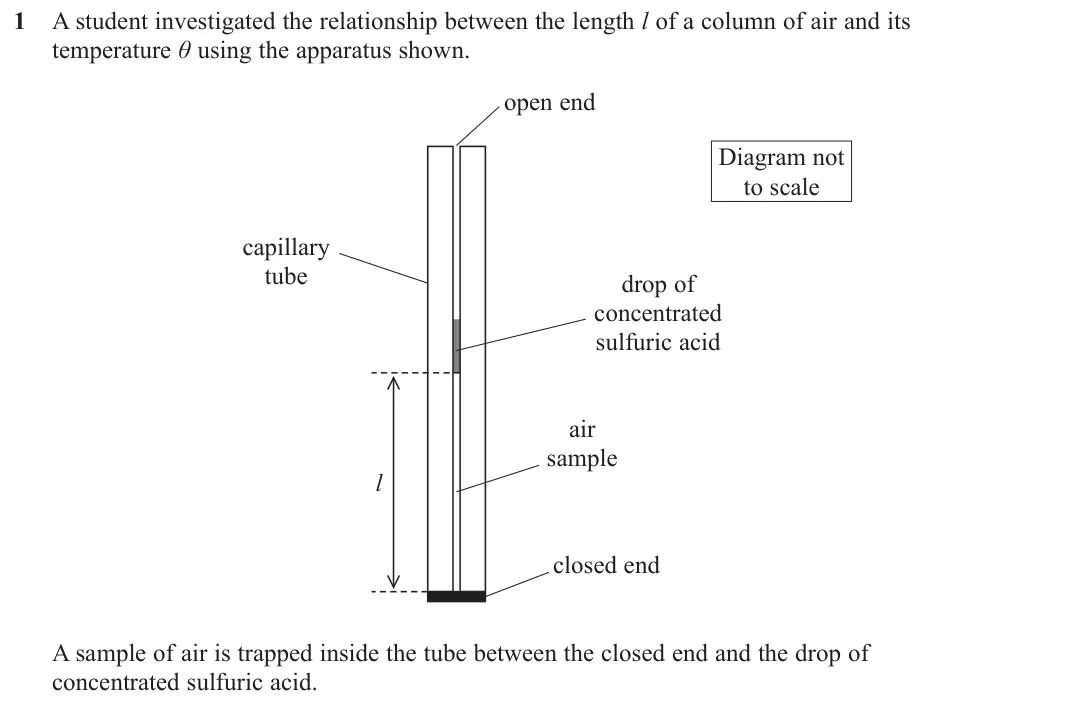 1 A student investigated the relationship between the length l of a column of air and its
temperature θ using the apparatus shown.
open end
Diagram not
to scale
capillary
tube
drop of
concentrated
sulfuric acid
air
sample
l
closed end
A sample of air is trapped inside the tube between the closed end and the drop of
concentrated sulfuric acid.